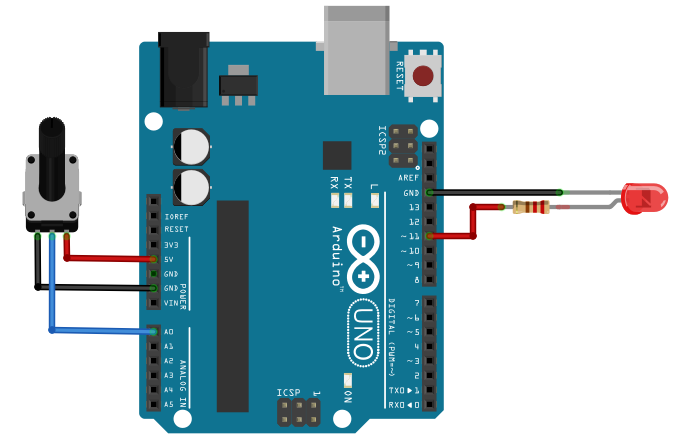 RESET
ICSP2
AREF
GND
13
12
~11
~10
~9
8
7
~6
~5
4
~3
2
TX0▶1
RX0◀0
DIGITAL (PWM=~)
IOREF
RESET
3V3
5V
GND
GND
VIN
POWER
A0
A1
A2
A3
A4
A5
ANALOG IN
RX
TX
L
Arduino™
UNO
ON
ICSP
1